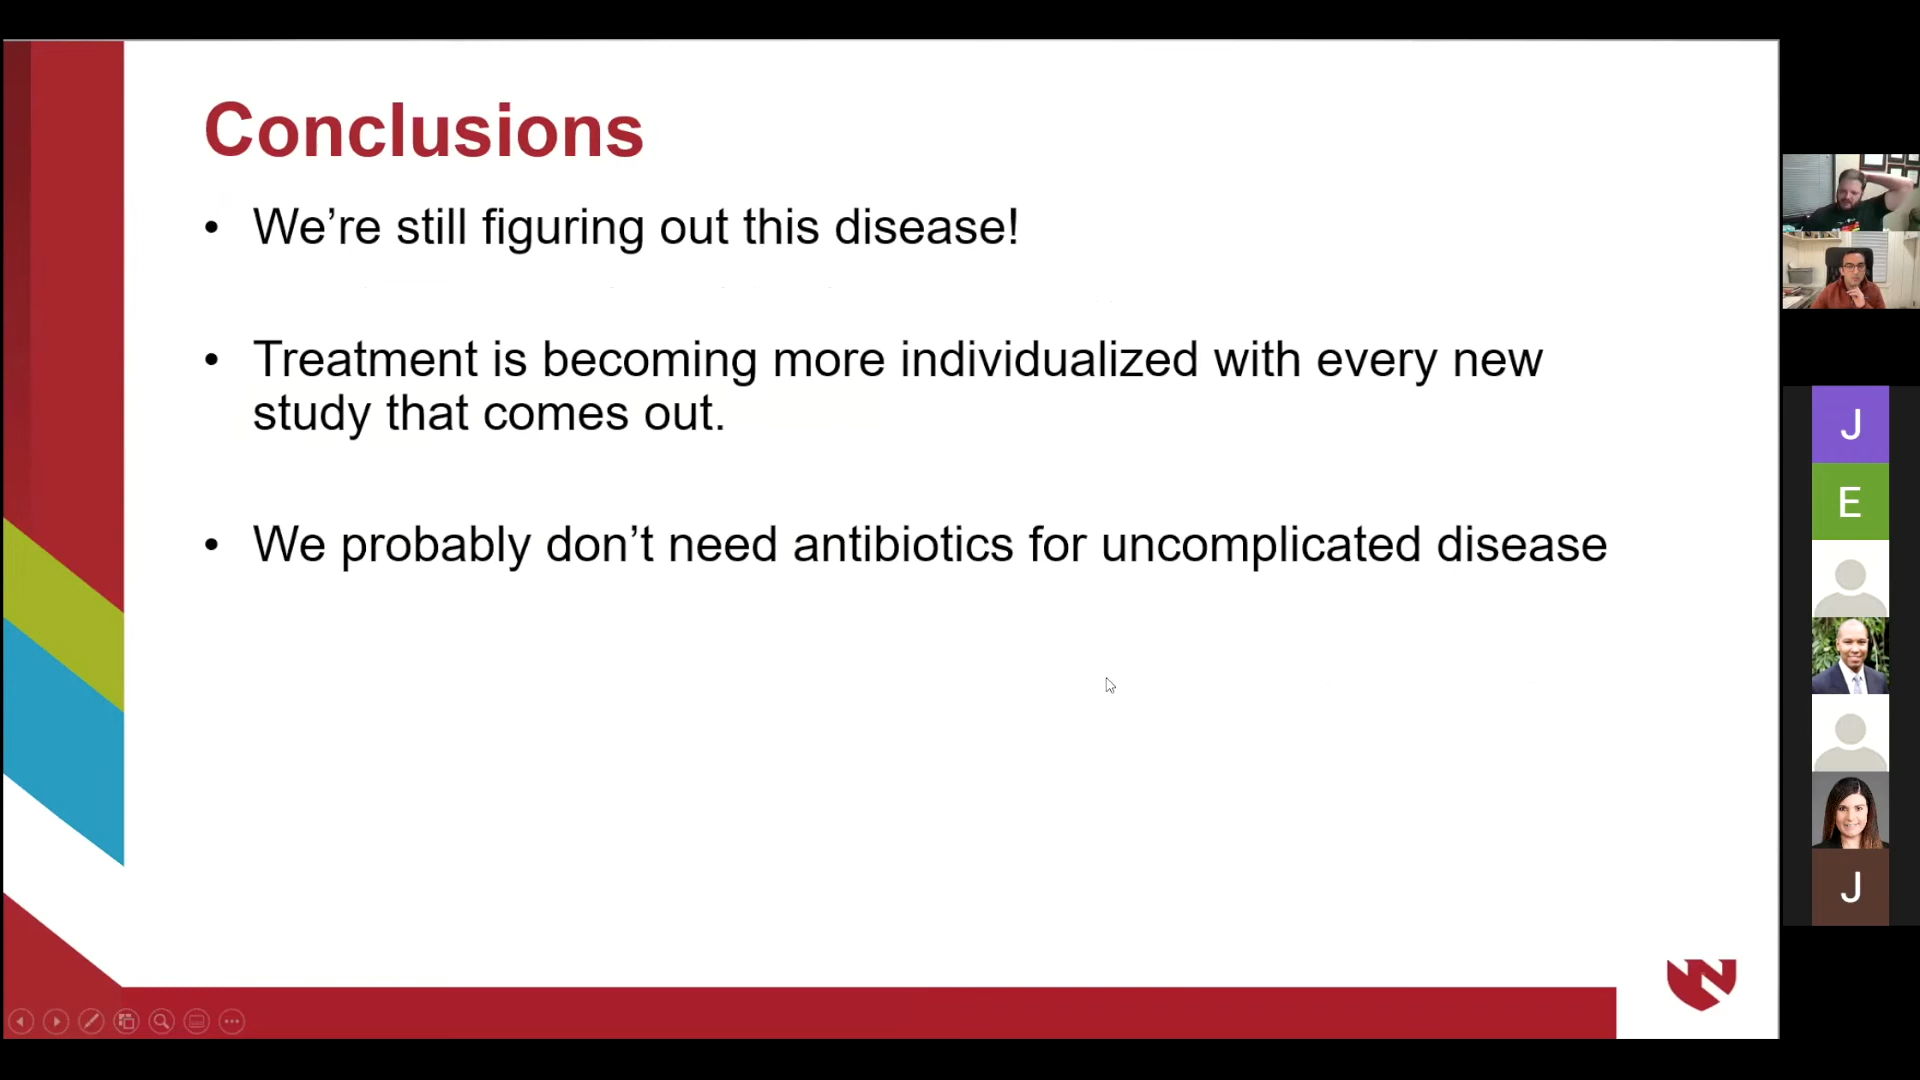 Conclusions
• We’re still figuring out this disease!
• Treatment is becoming more individualized with every new
study that comes out.
• We probably don’t need antibiotics for uncomplicated disease
J
E
J